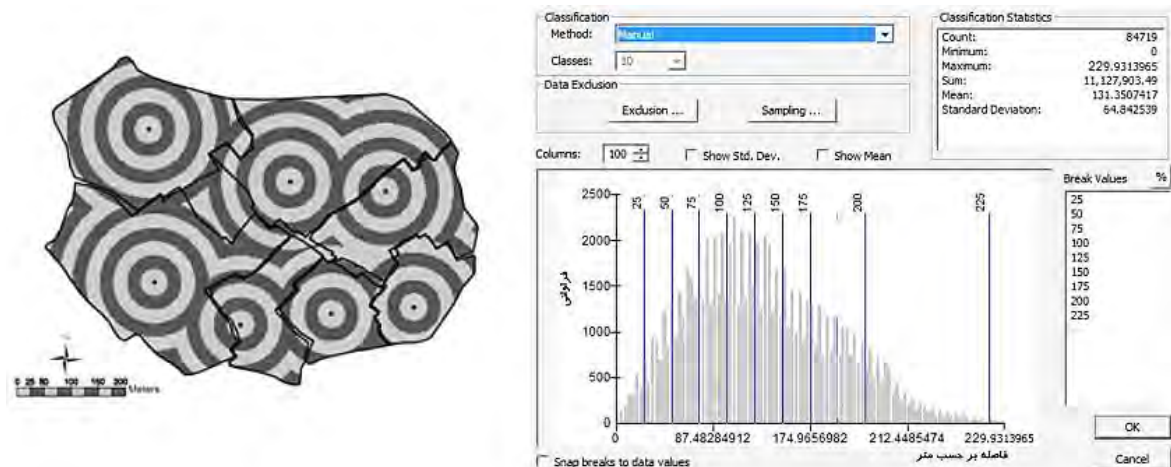 0 25 50 100 150 200
Meters
Classification
Method: Manual
Classes: 10
Data Exclusion
Exclusion ...
Sampling ...
Classification Statistics
Count: 84719
Minimum: 0
Maximum: 229.9313965
Sum: 11,127,903.49
Mean: 131.3507417
Standard Deviation: 64.842539
Columns: 100
Show Std. Dev.
Show Mean
Break Values
%
25
50
75
100
125
150
175
200
225
25 50 75 100 125 150 175 200 225
2500
2000
1500
1000
500
0
فراوانی
0 87.48284912 174.9656982 212.4485474 229.9313965
فاصله بر حسب متر
Snap breaks to data values
OK
Cancel